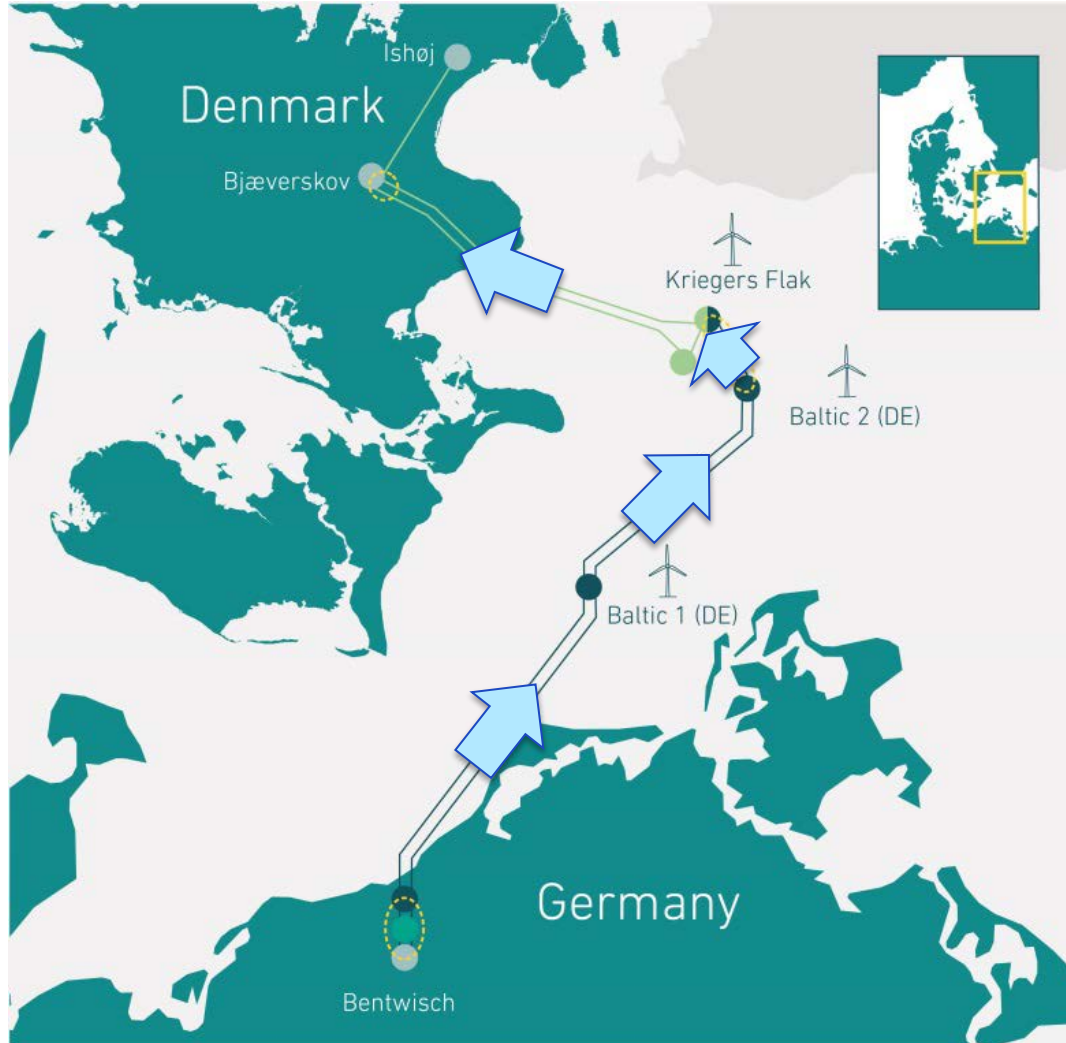 Ishøj
Denmark
Bjæverskov
Kriegers Flak
Baltic 2 (DE)
Baltic 1 (DE)
Germany
Bentwisch